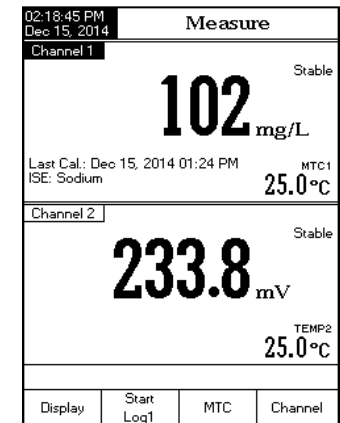 02:18:45 PM
Dec 15, 2014
Measure
Channel 1
Stable
102 mg/L
Last Cal.: Dec 15, 2014 01:24 PM
ISE: Sodium
MTC1
25.0°C
Channel 2
Stable
233.8 mV
TEMP2
25.0°C
Display
Start
Log1
MTC
Channel